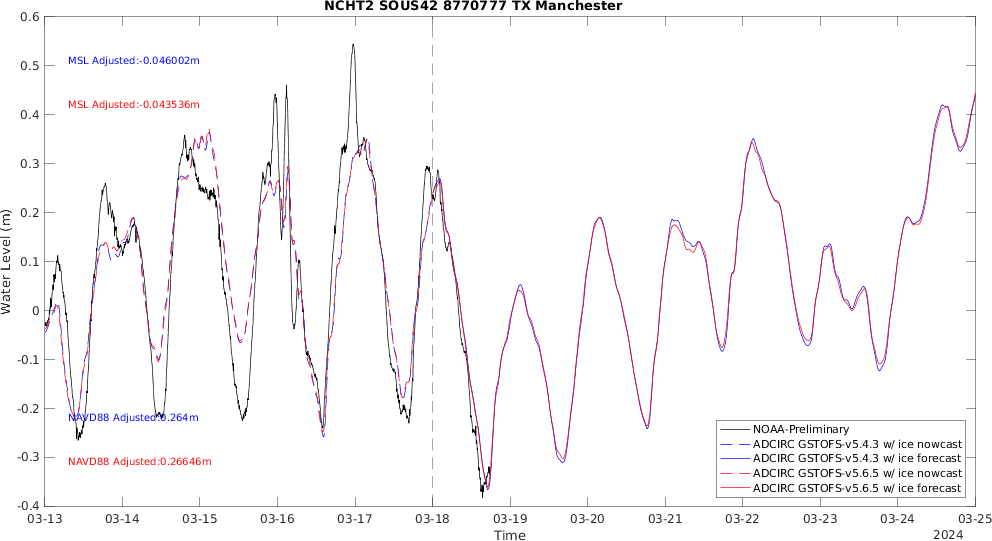 NCHT2 SOUS42 8770777 TX Manchester
Water Level (m)
0.6
0.5
0.4
0.3
0.2
0.1
0
-0.1
-0.2
-0.3
-0.4
MSL Adjusted:-0.046002m
MSL Adjusted:-0.043536m
NAVD88 Adjusted:0.264m
NAVD88 Adjusted:0.26646m
NOAA-Preliminary
ADCIRC GSTOFS-v5.4.3 w/ ice nowcast
ADCIRC GSTOFS-v5.4.3 w/ ice forecast
ADCIRC GSTOFS-v5.6.5 w/ ice nowcast
ADCIRC GSTOFS-v5.6.5 w/ ice forecast
03-13 03-14 03-15 03-16 03-17 03-18 03-19 03-20 03-21 03-22 03-23 03-24 03-25
Time
2024